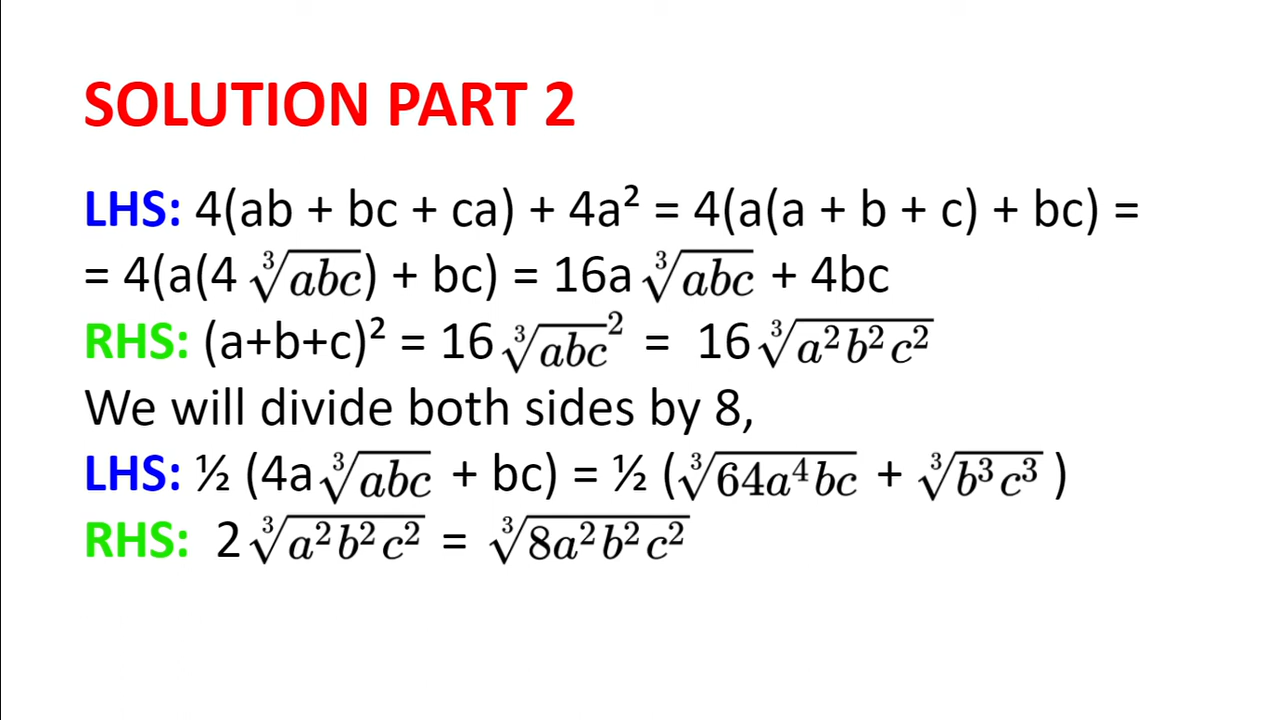 SOLUTION PART 2
LHS: 4(ab + bc + ca) + 4a² = 4(a(a + b + c) + bc) =
= 4(a(4 ∛(abc)) + bc) = 16a ∛(abc) + 4bc
RHS: (a+b+c)² = 16 ∛(abc)² = 16 ∛(a²b²c²)
We will divide both sides by 8,
LHS: ½ (4a∛(abc) + bc) = ½ (∛(64a⁴bc) + ∛(b³c³) )
RHS: 2∛(a²b²c²) = ∛(8a²b²c²)